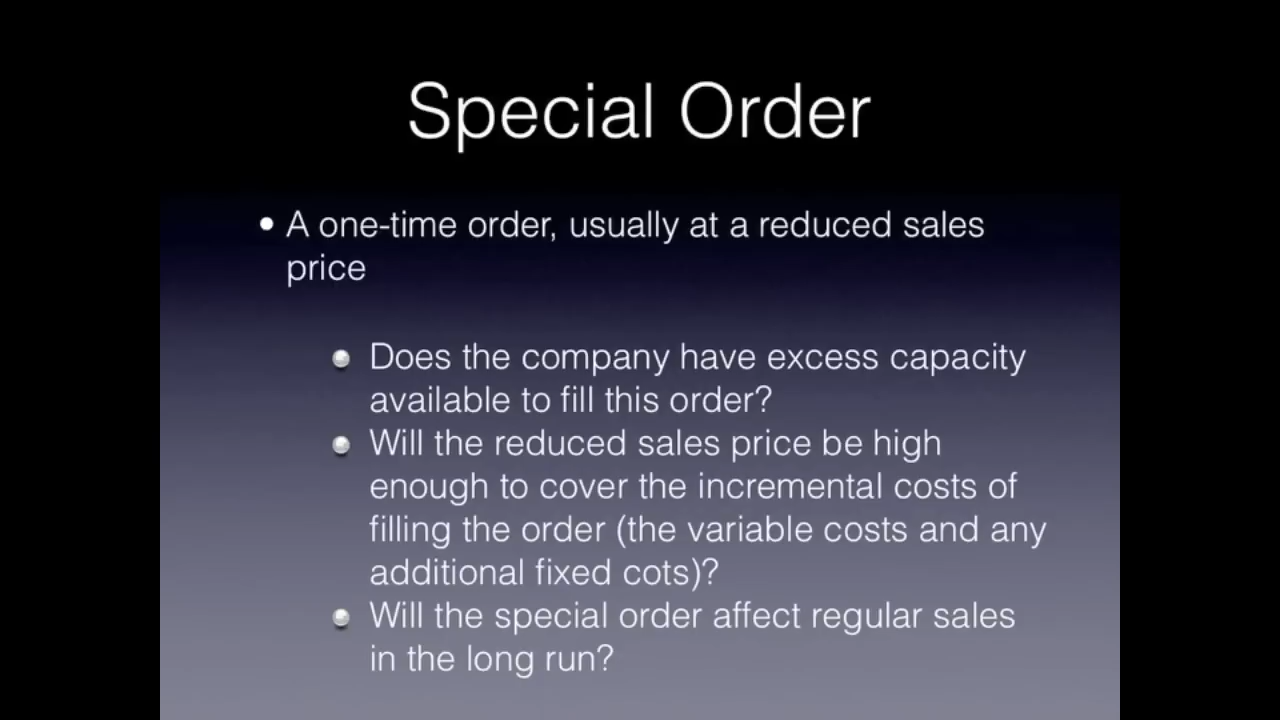 Special Order
• A one-time order, usually at a reduced sales
price
Does the company have excess capacity
available to fill this order?
Will the reduced sales price be high
enough to cover the incremental costs of
filling the order (the variable costs and any
additional fixed cots)?
Will the special order affect regular sales
in the long run?